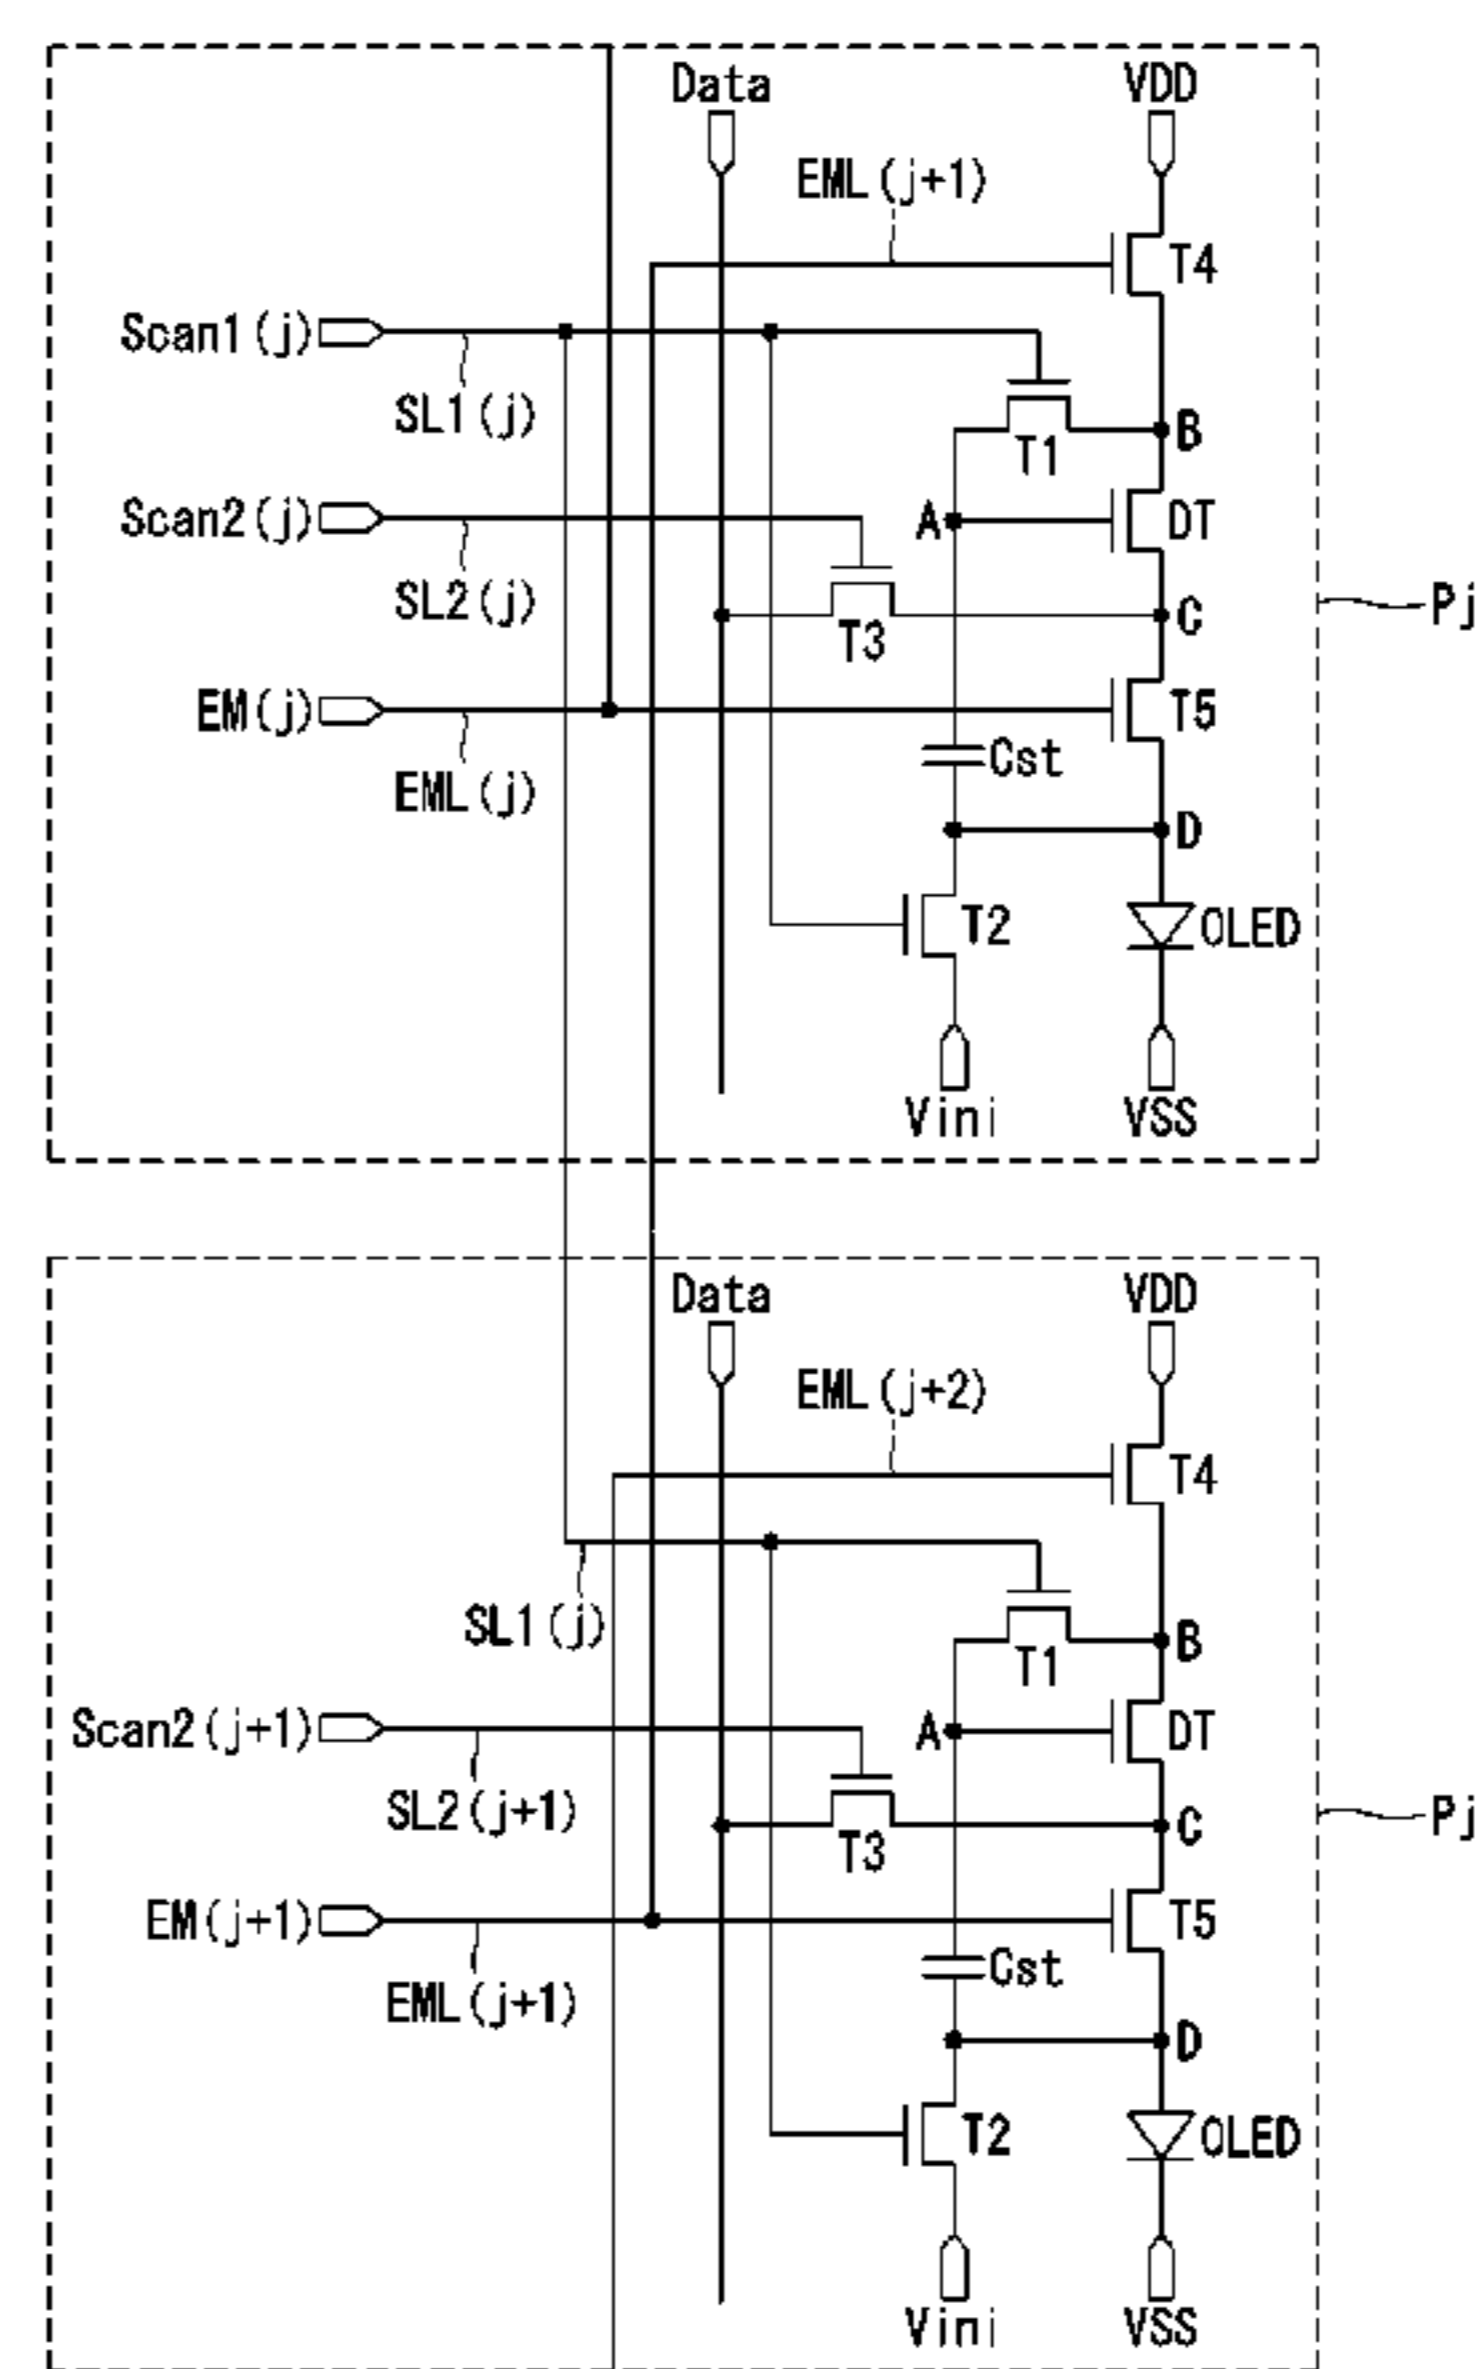 Data
VDD
EML(j+1)
T4
Scan1(j)
SL1(j)
T1
B
Scan2(j)
A
DT
SL2(j)
T3
C
Pj
EM(j)
T5
EML(j)
Cst
D
T2
OLED
Vini
VSS
Data
VDD
EML(j+2)
T4
SL1(j)
T1
B
Scan2(j+1)
A
DT
SL2(j+1)
T3
C
Pj
EM(j+1)
T5
EML(j+1)
Cst
D
T2
OLED
Vini
VSS